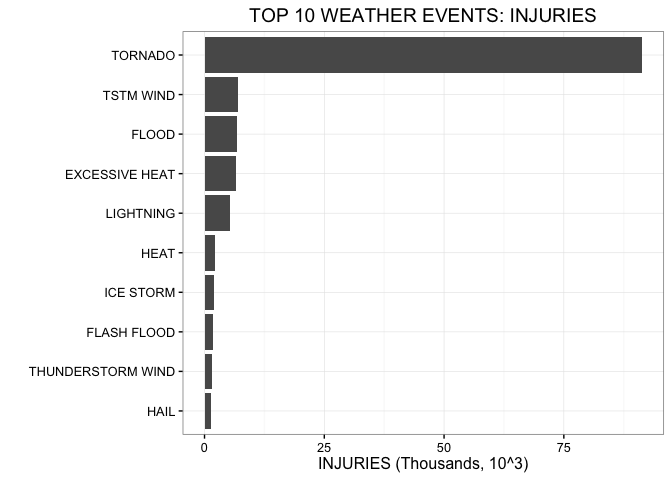 TOP 10 WEATHER EVENTS: INJURIES
TORNADO
TSTM WIND
FLOOD
EXCESSIVE HEAT
LIGHTNING
HEAT
ICE STORM
FLASH FLOOD
THUNDERSTORM WIND
HAIL
0 25 50 75
INJURIES (Thousands, 10^3)